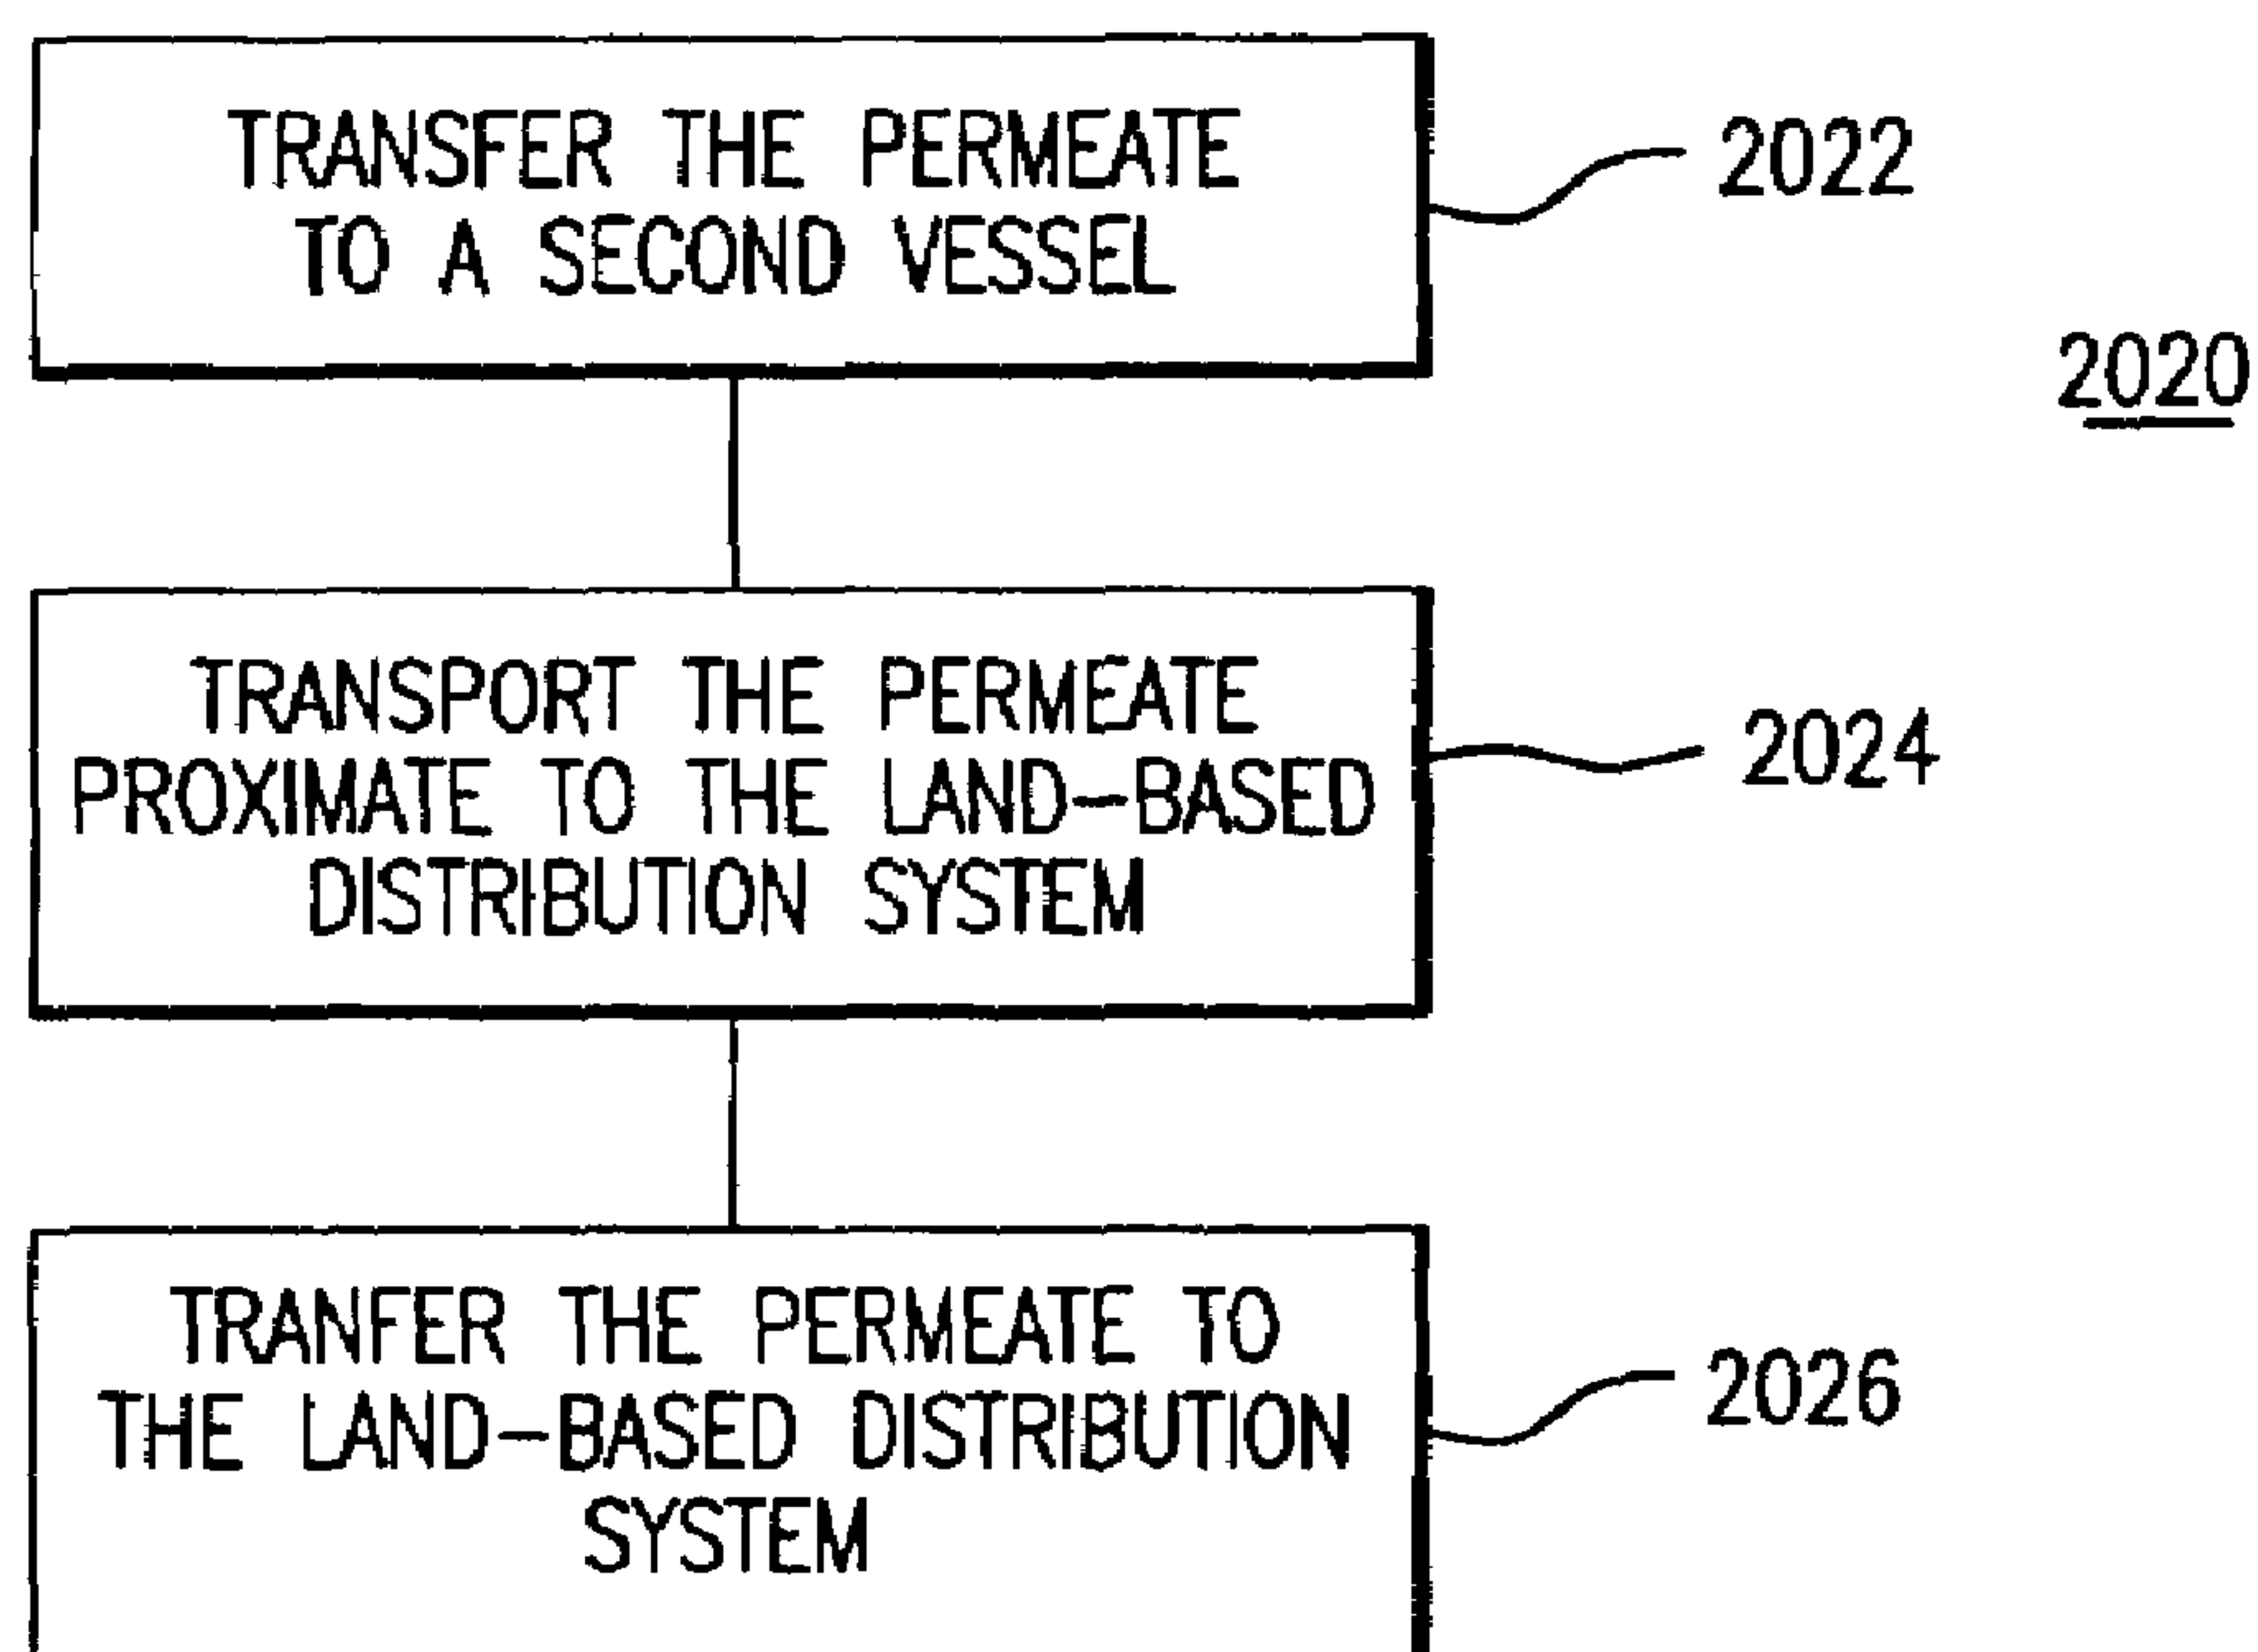 TRANSFER THE PERMEATE
TO A SECOND VESSEL
2022
2020
TRANSPORT THE PERMEATE
PROXIMATE TO THE LAND-BASED
DISTRIBUTION SYSTEM
2024
TRANFER THE PERMEATE TO
THE LAND-BASED DISTRIBUTION
SYSTEM
2026